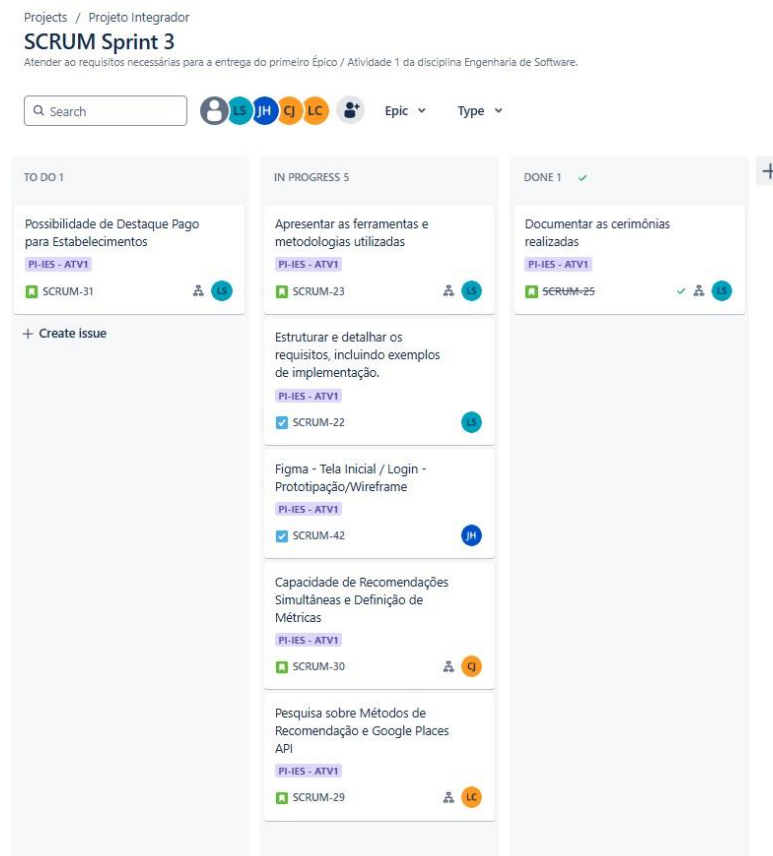 Projects / Projeto Integrador
SCRUM Sprint 3
Atender ao requisitos necessárias para a entrega do primeiro Épico / Atividade 1 da disciplina Engenharia de Software.
Search
LS JH CJ LC
Epic
Type
TO DO 1
Possibilidade de Destaque Pago
para Estabelecimentos
PI-IES - ATV1
SCRUM-31
LS
+ Create issue
IN PROGRESS 5
Apresentar as ferramentas e
metodologias utilizadas
PI-IES - ATV1
SCRUM-23
LS
Estruturar e detalhar os
requisitos, incluindo exemplos
de implementação.
PI-IES - ATV1
SCRUM-22
LS
Figma - Tela Inicial / Login -
Prototipação/Wireframe
PI-IES - ATV1
SCRUM-42
JH
Capacidade de Recomendações
Simultâneas e Definição de
Métricas
PI-IES - ATV1
SCRUM-30
CJ
Pesquisa sobre Métodos de
Recomendação e Google Places
API
PI-IES - ATV1
SCRUM-29
LC
DONE 1
Documentar as cerimônias
realizadas
PI-IES - ATV1
SCRUM-25
LS